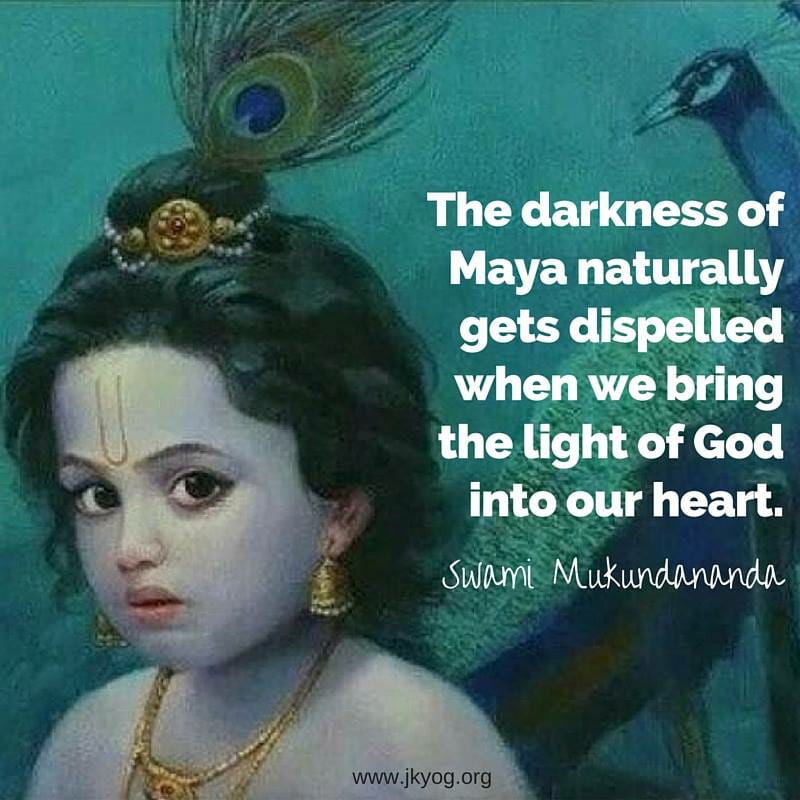 The darkness of
Maya naturally
gets dispelled
when we bring
the light of God
into our heart.
Swami Mukundananda
www.jkyog.org